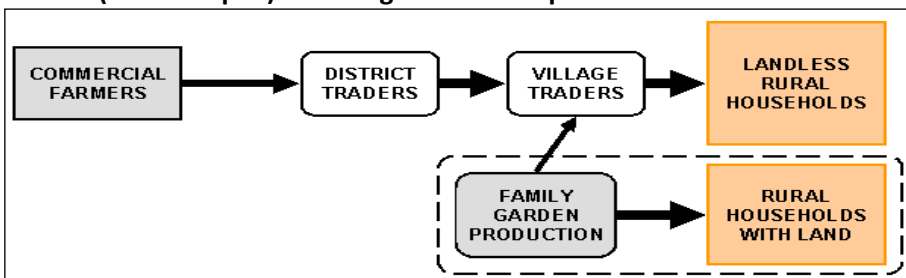 COMMERCIAL
FARMERS
DISTRICT
TRADERS
VILLAGE
TRADERS
LANDLESS
RURAL
HOUSEHOLDS
FAMILY
GARDEN
PRODUCTION
RURAL
HOUSEHOLDS
WITH LAND